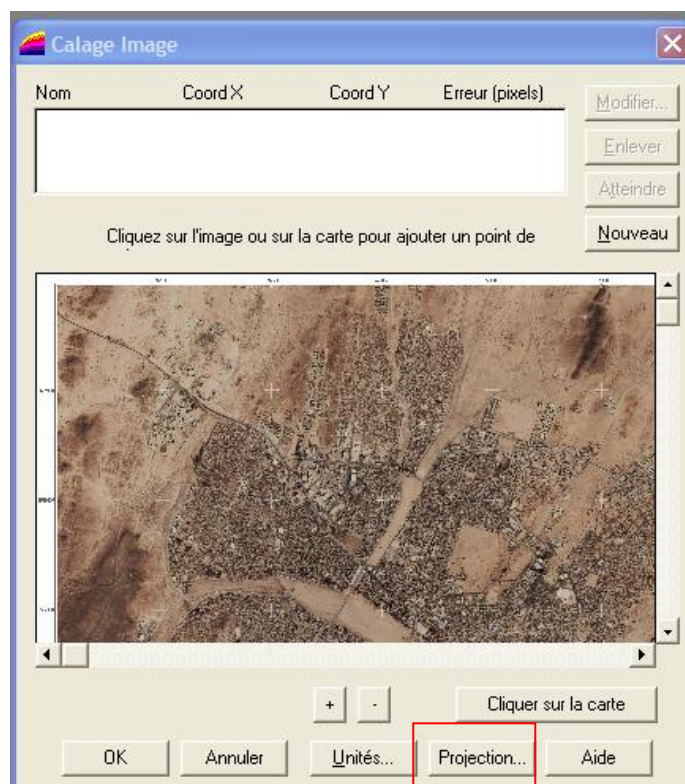 Calage Image
Nom Coord X Coord Y Erreur (pixels)
Modifier...
Enlever
Atteindre
Cliquez sur l'image ou sur la carte pour ajouter un point de
Nouveau
+ -
Cliquer sur la carte
OK Annuler Unités... Projection... Aide